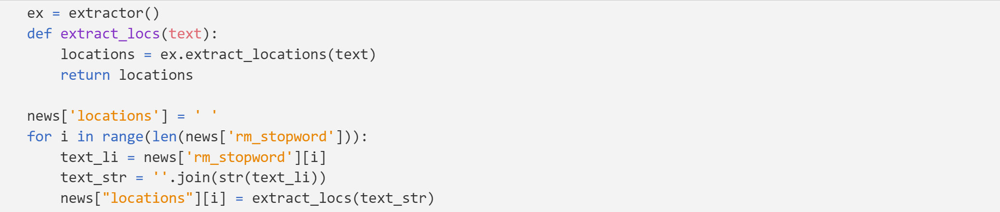 ex = extractor()
def extract_locs(text):
    locations = ex.extract_locations(text)
    return locations

news['locations'] = ' '
for i in range(len(news['rm_stopword'])):
    text_li = news['rm_stopword'][i]
    text_str = ''.join(str(text_li))
    news["locations"][i] = extract_locs(text_str)